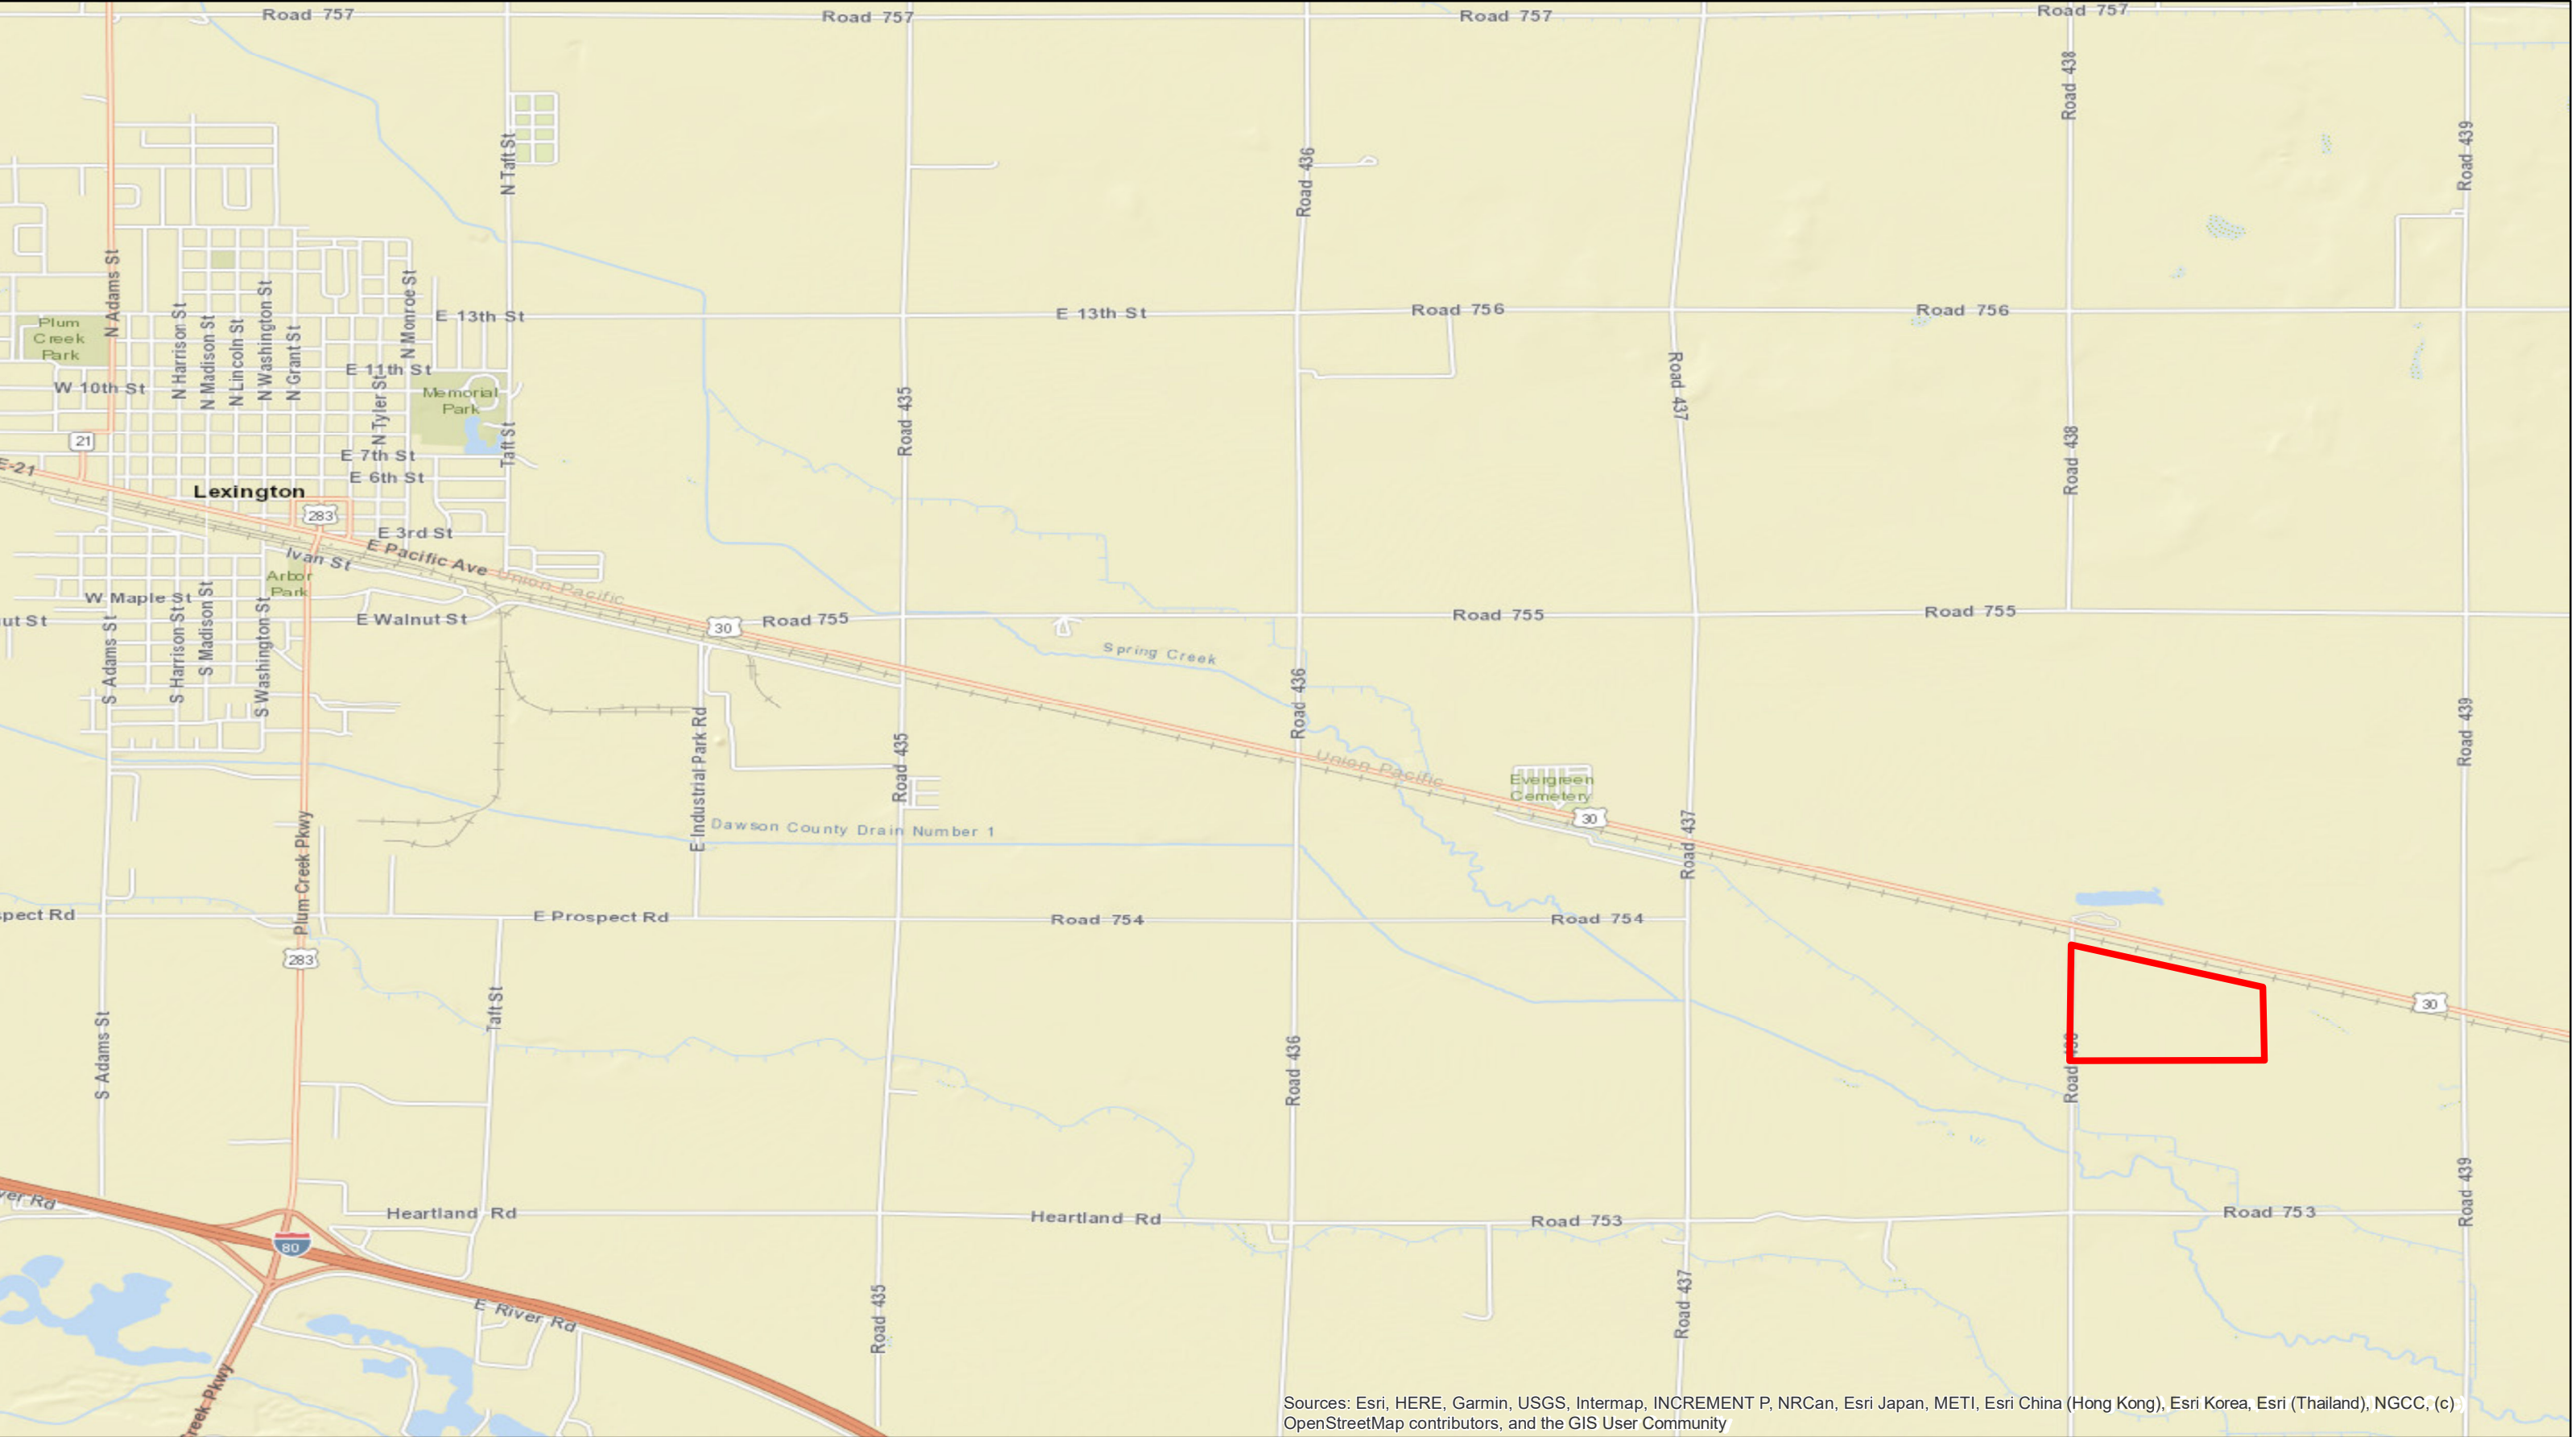 Road 757
Road 757
Road 757
Road 757
Road 438
Road 439
N Taft St
Road 436
N Adams St
N Monroe St
N Harrison St
N Madison St
N Lincoln St
N Washington St
N Grant St
E 13th St
E 13th St
Road 756
Road 756
Plum
Creek
Park
E 11th St
W 10th St
N Tyler St
Memorial
Park
Road 435
Road 437
Road 438
Taft St
21
E-21
E 7th St
E 6th St
Lexington
283
E 3rd St
E Pacific Ave
Union Pacific
Ivan St
Arbor
Park
W Maple St
ut St
E Walnut St
30
Road 755
Road 755
Road 755
S Adams St
S Harrison St
S Madison St
S Washington St
Spring Creek
Road 436
Road 439
E Industrial Park Rd
Road 435
Union Pacific
Evergreen
Cemetery
30
Road 437
Dawson County Drain Number 1
Plum Creek Pkwy
spect Rd
E Prospect Rd
Road 754
Road 754
283
Taft St
S Adams St
Road 436
30
Road
Road 439
ver Rd
Heartland Rd
Heartland Rd
Road 753
Road 753
80
E River Rd
Road 435
Road 437
reek Pkwy
Sources: Esri, HERE, Garmin, USGS, Intermap, INCREMENT P, NRCan, Esri Japan, METI, Esri China (Hong Kong), Esri Korea, Esri (Thailand), NGCC, (c)
OpenStreetMap contributors, and the GIS User Community